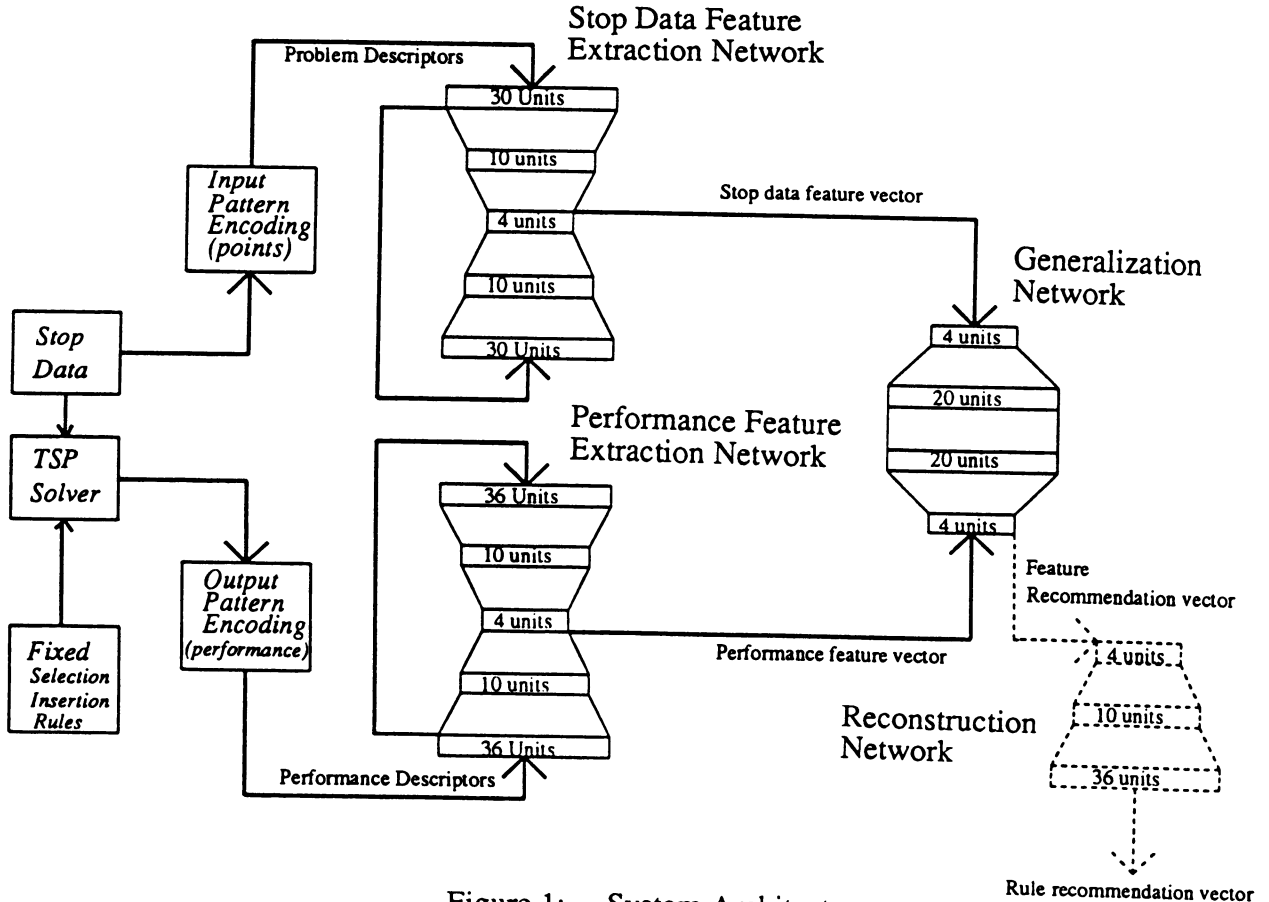 Stop Data Feature
Extraction Network
Problem Descriptors
30 Units
10 units
4 units
10 units
30 Units
Input
Pattern
Encoding
(points)
Stop data feature vector
Generalization
Network
4 units
20 units
20 units
4 units
Stop
Data
TSP
Solver
Fixed
Selection
Insertion
Rules
Output
Pattern
Encoding
(performance)
Performance Feature
Extraction Network
36 Units
10 units
4 units
10 units
36 Units
Performance Descriptors
Performance feature vector
Feature
Recommendation vector
Reconstruction
Network
4 units
10 units
36 units
Rule recommendation vector
Figure 1: System